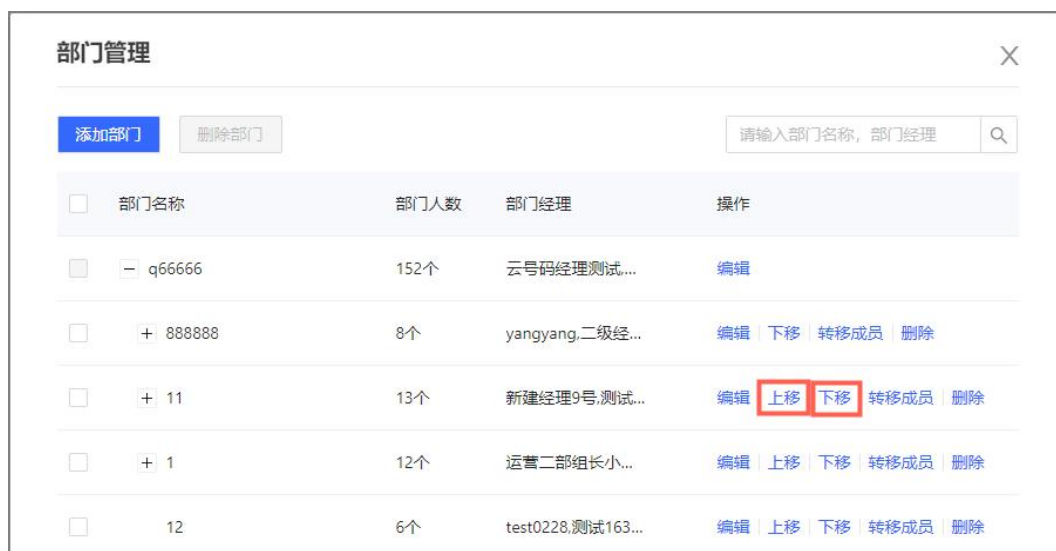 部门管理 X
添加部门 删除部门 请输入部门名称，部门经理
部门名称 部门人数 部门经理 操作
q66666 152个 云号码经理测试,... 编辑
888888 8个 yangyang,二级经... 编辑 下移 转移成员 删除
11 13个 新建经理9号,测试... 编辑 上移 下移 转移成员 删除
1 12个 运营二部组长小... 编辑 上移 下移 转移成员 删除
12 6个 test0228,测试163... 编辑 上移 下移 转移成员 删除